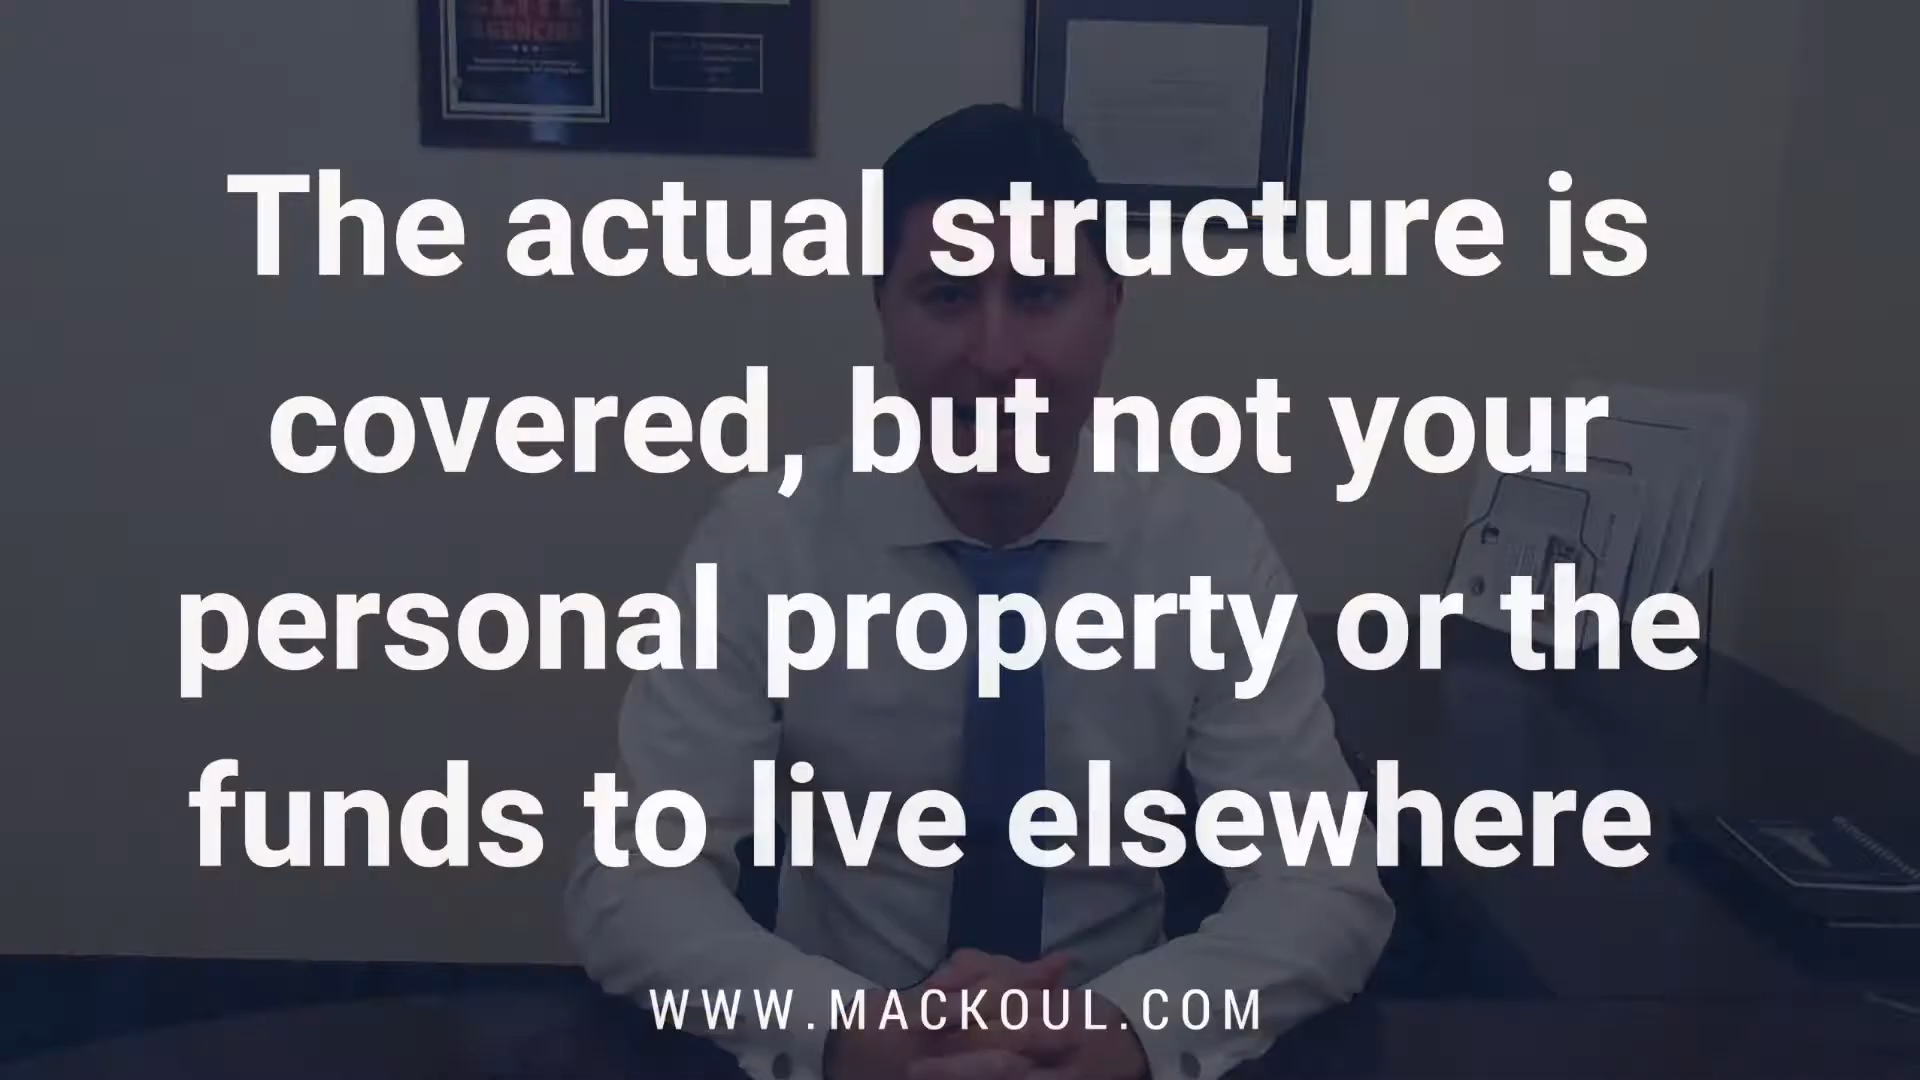 AGENCIES
The actual structure is
covered, but not your
personal property or the
funds to live elsewhere
WWW.MACKOUL.COM